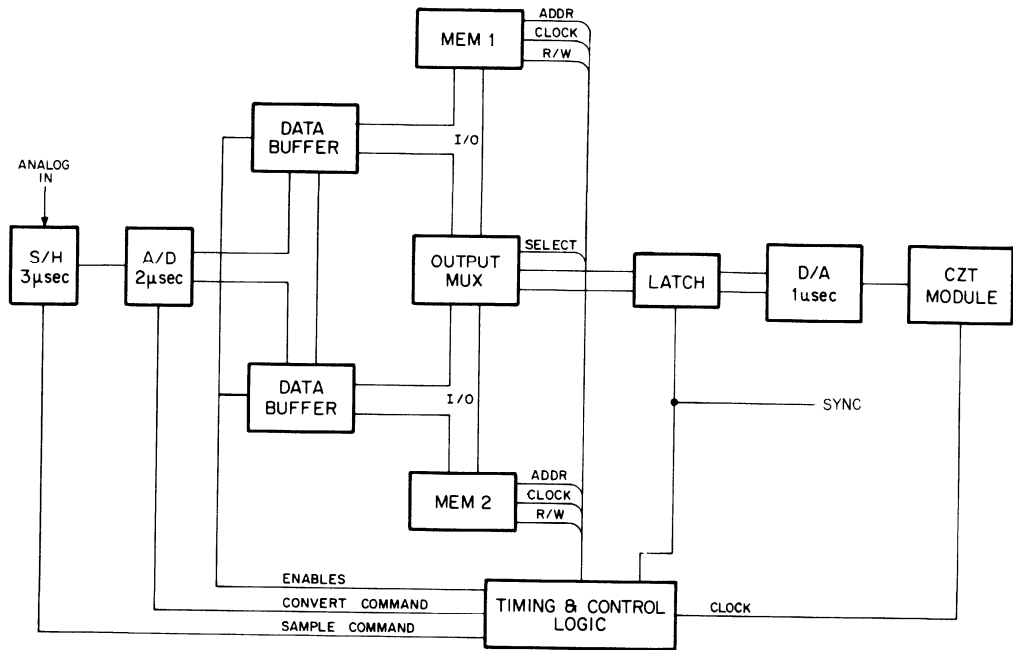 ADDR
MEM 1
CLOCK
R/W
DATA
BUFFER
I/O
ANALOG
IN
S/H
3µsec
A/D
2µsec
OUTPUT
MUX
SELECT
LATCH
D/A
1usec
CZT
MODULE
DATA
BUFFER
I/O
SYNC
ADDR
MEM 2
CLOCK
R/W
ENABLES
CONVERT COMMAND
SAMPLE COMMAND
TIMING & CONTROL
LOGIC
CLOCK